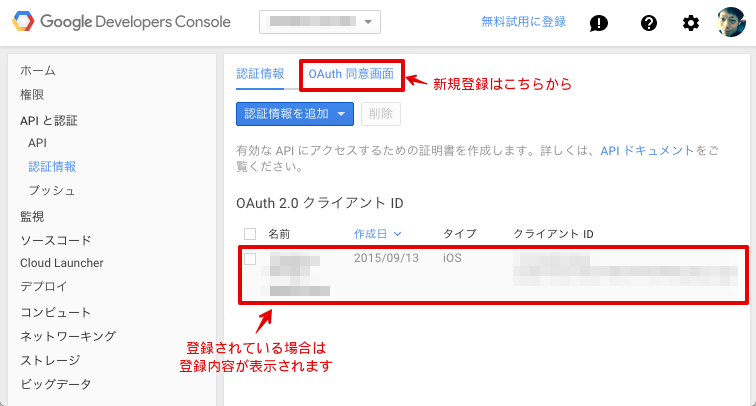 Google Developers Console
無料試用に登録
ホーム
権限
API と認証
API
認証情報
プッシュ
監視
ソースコード
Cloud Launcher
デプロイ
コンピュート
ネットワーキング
ストレージ
ビッグデータ
認証情報
OAuth 同意画面
新規登録はこちらから
認証情報を追加
削除
有効な API にアクセスするための証明書を作成します。詳しくは、API ドキュメントをご
覧ください。
OAuth 2.0 クライアント ID
名前 作成日 タイプ クライアント ID
2015/09/13 iOS
登録されている場合は
登録内容が表示されます